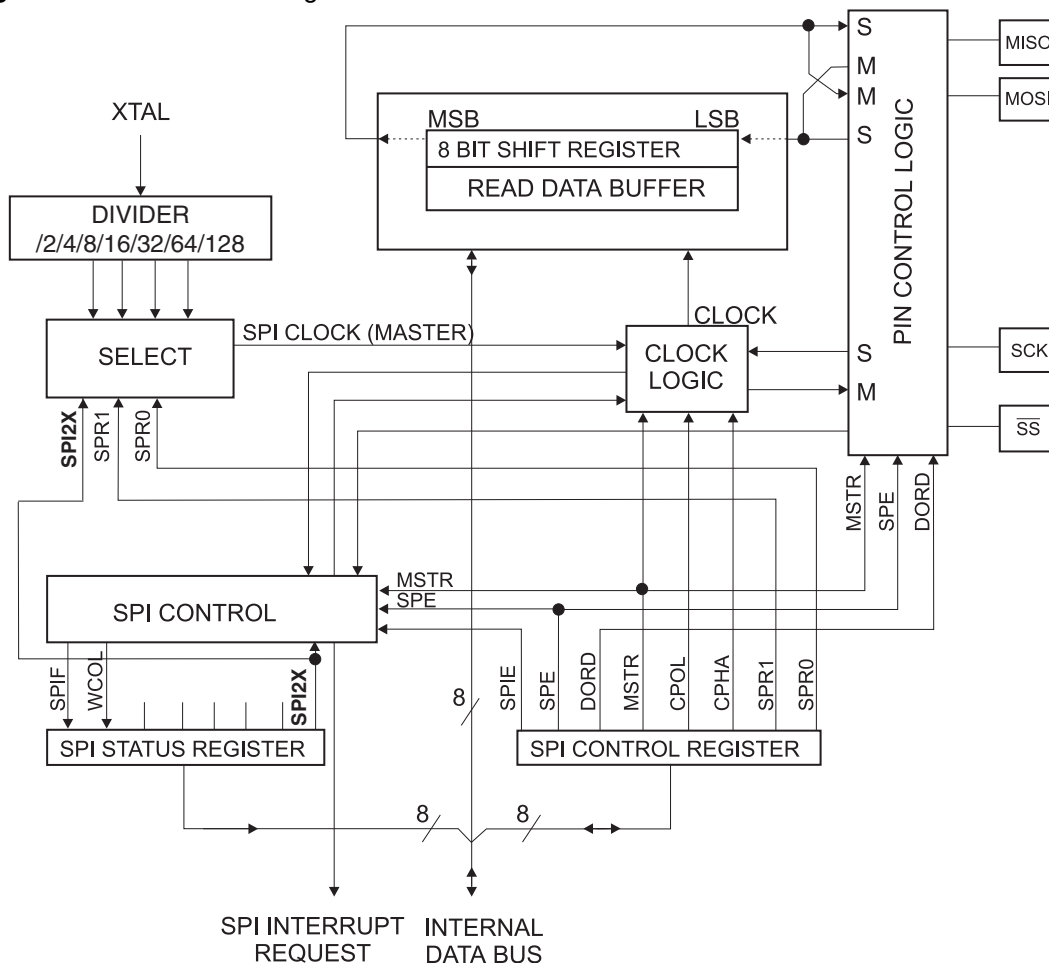 S
MISO
M
MOSI
M
S
MSB
LSB
8 BIT SHIFT REGISTER
READ DATA BUFFER
XTAL
DIVIDER
/2/4/8/16/32/64/128
PIN CONTROL LOGIC
SELECT
SPI CLOCK (MASTER)
CLOCK
CLOCK
LOGIC
S
M
SCK
SS
SPI2X
SPR1
SPR0
MSTR
SPE
DORD
SPI CONTROL
MSTR
SPE
SPIF
WCOL
SPI2X
SPIE
SPE
DORD
MSTR
CPOL
CPHA
SPR1
SPR0
8
SPI STATUS REGISTER
SPI CONTROL REGISTER
8
8
SPI INTERRUPT
REQUEST
INTERNAL
DATA BUS